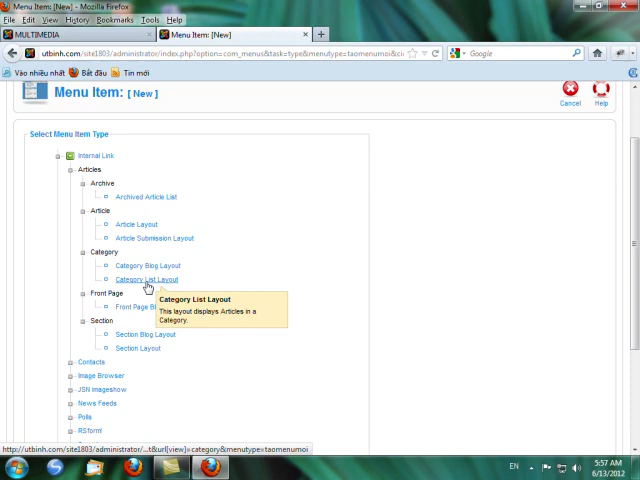 Menu Item: [New] - Mozilla Firefox
File Edit View History Bookmarks Tools Help
MULTIMEDIA
Menu Item: [New]
utbinh.com/site1803/administrator/index.php?option=com_menus&task=type&menutype=taomenumoi&ci
Google
Vào nhiều nhất Bắt đầu Tin mới
Menu Item: [ New ]
Cancel Help
Select Menu Item Type
Internal Link
Articles
Archive
Archived Article List
Article
Article Layout
Article Submission Layout
Category
Category Blog Layout
Category List Layout
Front Page
Front Page Bl
Category List Layout
This layout displays Articles in a
Category.
Section
Section Blog Layout
Section Layout
Contacts
Image Browser
JSN imageshow
News Feeds
Polls
RSform!
http://utbinh.com/site1803/administrator/...t&url[view]=category&menutype=taomenumoi
EN
5:57 AM
6/13/2012